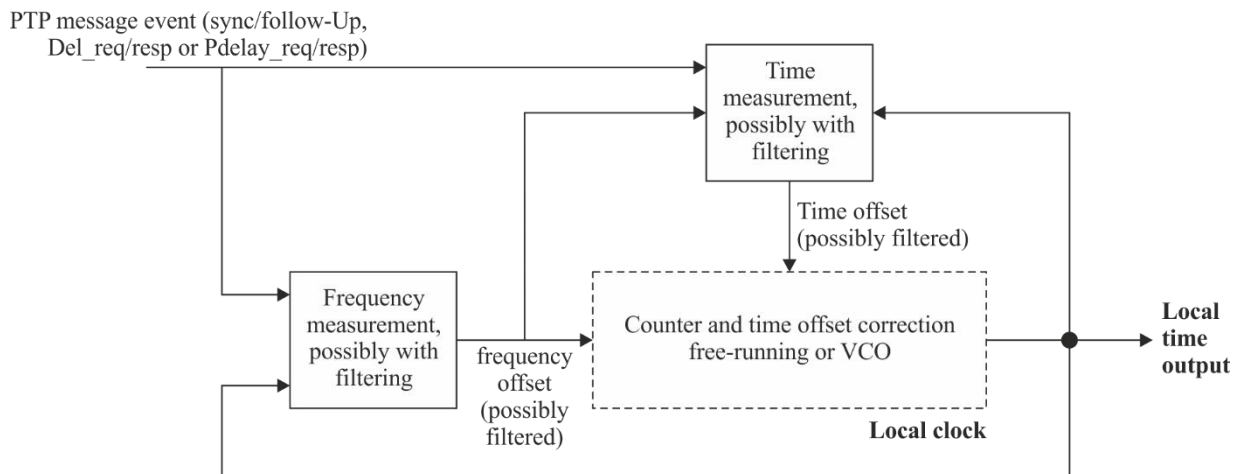 PTP message event (sync/follow-Up,
Del_req/resp or Pdelay_req/resp)
Time
measurement,
possibly with
filtering
Time offset
(possibly filtered)
Frequency
measurement,
possibly with
filtering
frequency
offset
(possibly
filtered)
Counter and time offset correction
free-running or VCO
Local clock
Local
time
output